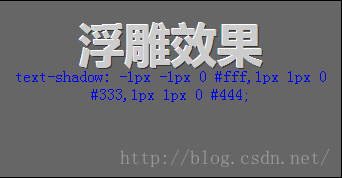 浮雕效果
text-shadow: -1px -1px 0 #fff,1px 1px 0
#333,1px 1px 0 #444;
http://blog.csdn.net/